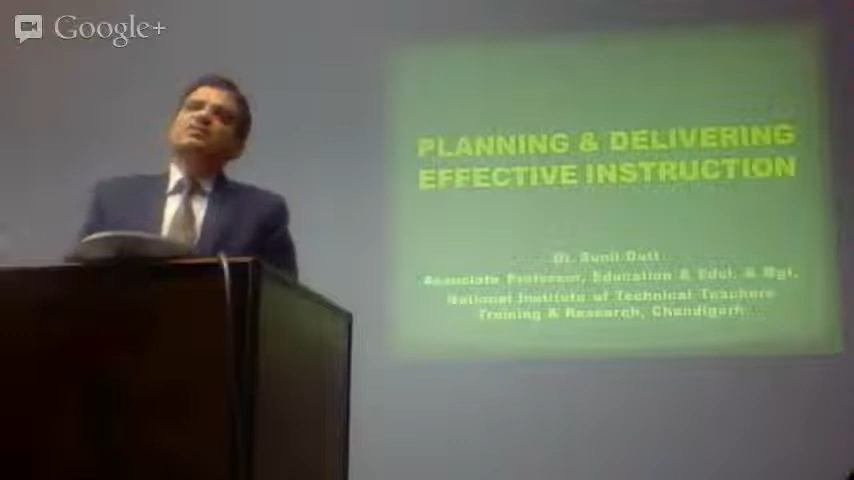 Google+
PLANNING & DELIVERING
EFFECTIVE INSTRUCTION
Dr. Sunil Dutt
Associate Professor, Education & Edul. & Mgt.
National Institute of Technical Teachers
Training & Research, Chandigarh